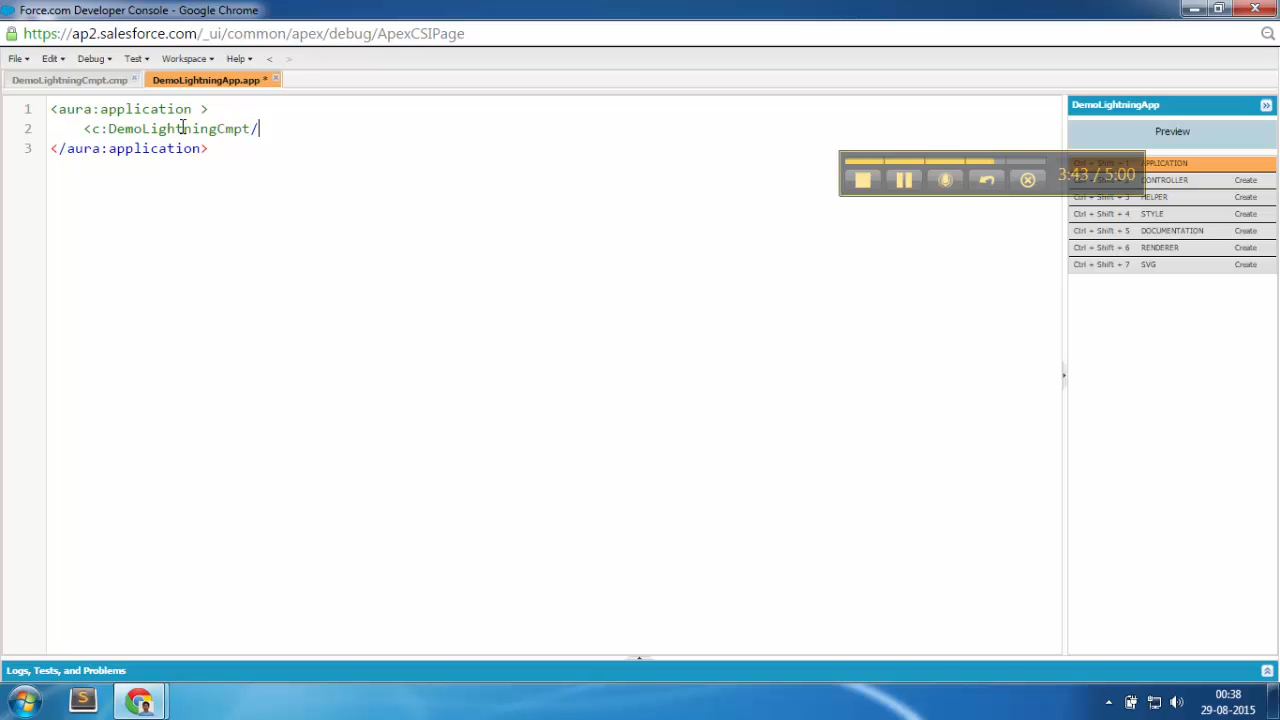 Force.com Developer Console - Google Chrome
https://ap2.salesforce.com/_ui/common/apex/debug/ApexCSIPage
File Edit Debug Test Workspace Help < >
DemoLightningCmpt.cmp DemoLightningApp.app *
1 <aura:application >
2 <c:DemoLightningCmpt/
3 </aura:application>
DemoLightningApp
Preview
Ctrl + Shift + 1 APPLICATION
CONTROLLER Create
Ctrl + Shift + 3 HELPER Create
Ctrl + Shift + 4 STYLE Create
Ctrl + Shift + 5 DOCUMENTATION Create
Ctrl + Shift + 6 RENDERER Create
Ctrl + Shift + 7 SVG Create
3:43 / 5:00
Logs, Tests, and Problems
S
00:38
29-08-2015